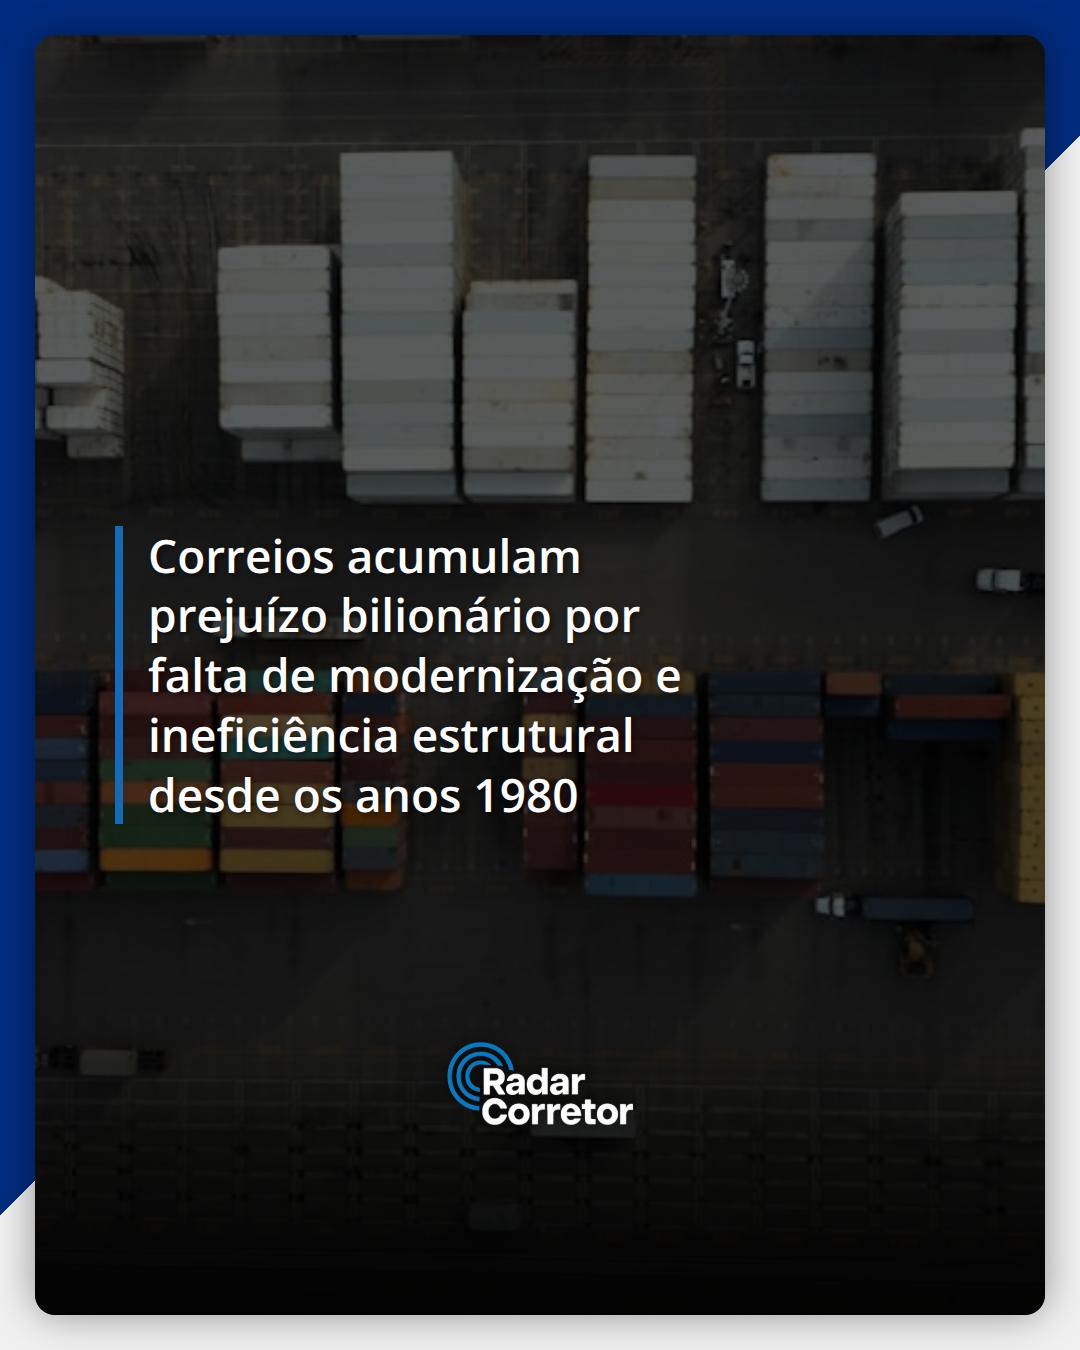 Correios acumulam
prejuízo bilionário por
falta de modernização e
ineficiência estrutural
desde os anos 1980
Radar
Corretor